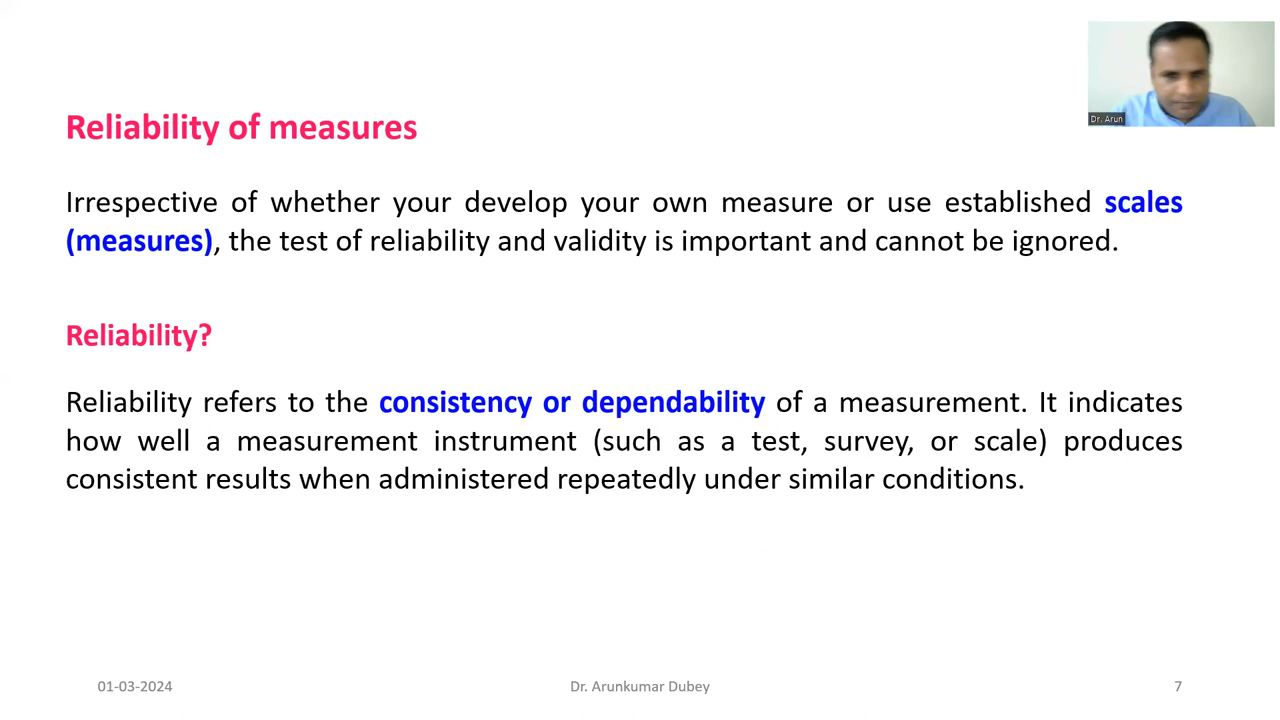 Dr. Arun
Reliability of measures
Irrespective of whether your develop your own measure or use established scales
(measures), the test of reliability and validity is important and cannot be ignored.
Reliability?
Reliability refers to the consistency or dependability of a measurement. It indicates
how well a measurement instrument (such as a test, survey, or scale) produces
consistent results when administered repeatedly under similar conditions.
01-03-2024
Dr. Arunkumar Dubey
7